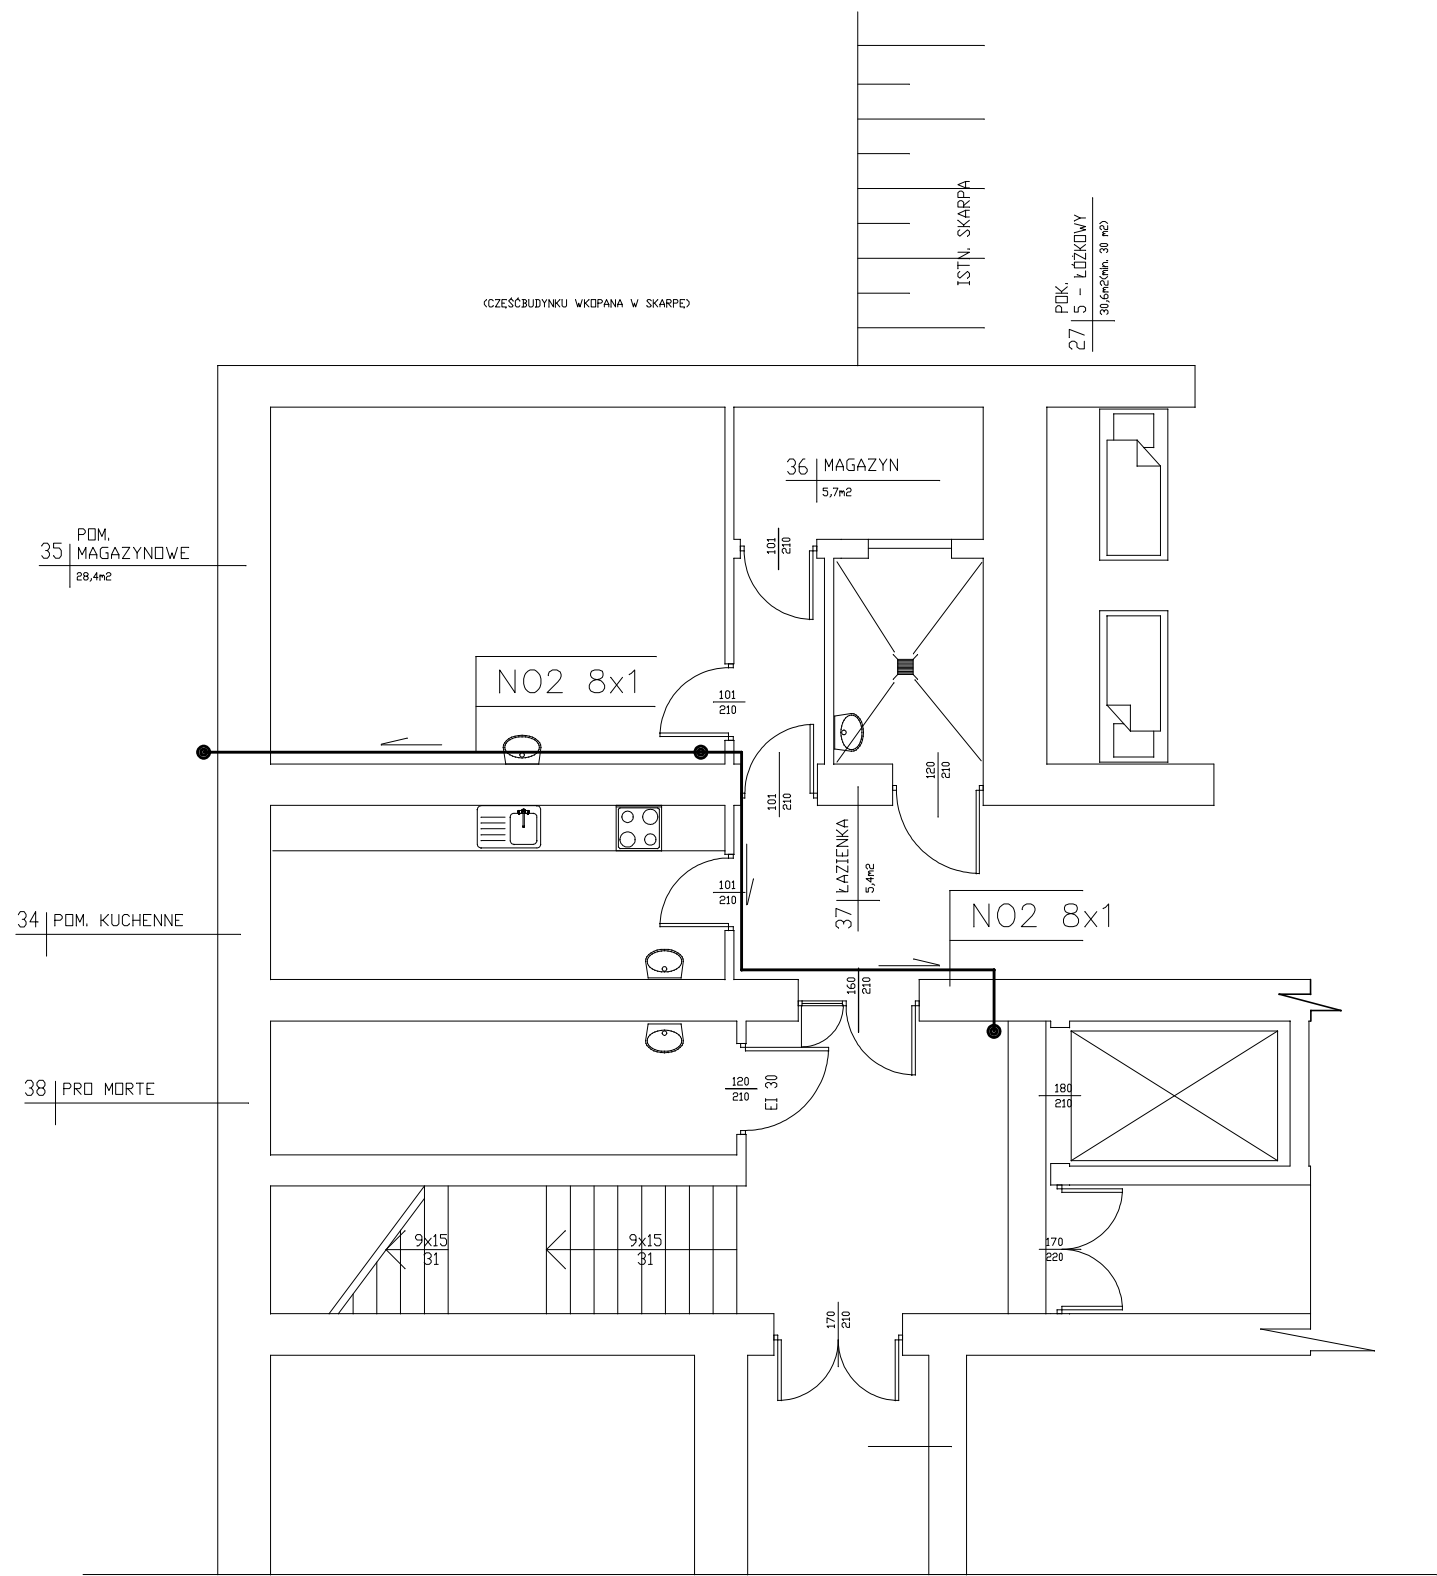 ISTN. SKARPA
27
POK.
5 - ŁÓŻKOWY
30,6m2(min. 30 m2)
(CZĘŚĆBUDYNKU WKOPANA W SKARPĘ)
36
MAGAZYN
5,7m2
35
POM.
MAGAZYNOWE
28,4m2
101
210
NO2 8x1
101
210
101
210
120
210
37
ŁAZIENKA
5,4m2
101
210
34
POM. KUCHENNE
NO2 8x1
160
210
38
PRO MORTE
120
210
EI 30
180
210
9x15
31
9x15
31
170
220
170
210